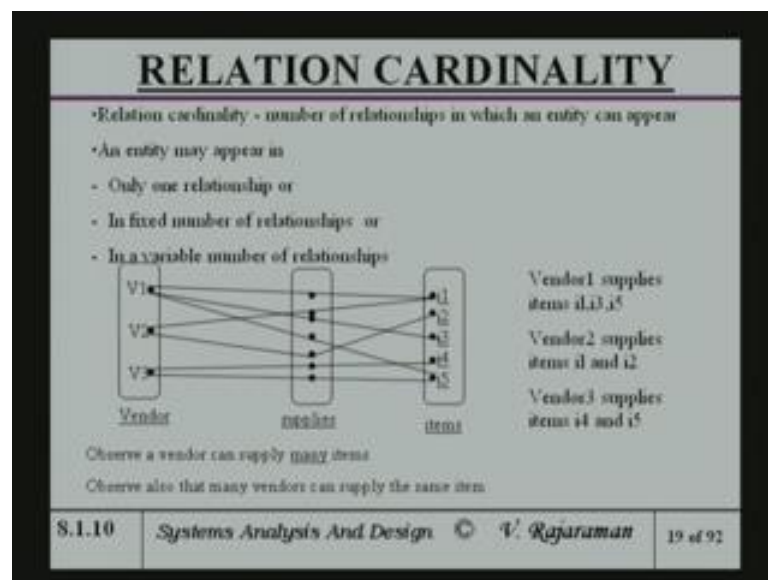 RELATION CARDINALITY
•Relation cardinality - number of relationships in which an entity can appear
•An entity may appear in
- Only one relationship or
- In fixed number of relationships or
- In a variable number of relationships
V1
V2
V3
i1
i2
i3
i4
i5
Vendor
supplies
items
Vendor1 supplies
items i1,i3,i5
Vendor2 supplies
items i1 and i2
Vendor3 supplies
items i4 and i5
Observe a vendor can supply many items
Observe also that many vendors can supply the same item
8.1.10
Systems Analysis And Design © V. Rajaraman
19 of 92